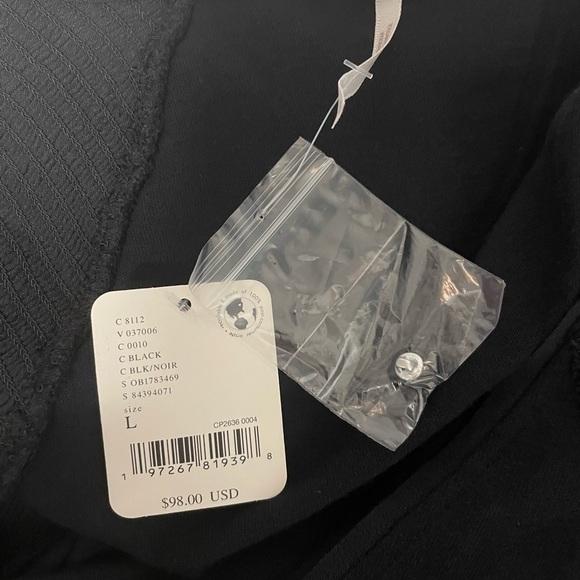 C 8112
V 037006
C 0010
C BLACK
C BLK/NOIR
S OB1783469
S 84394071
size
L
CP2636 0004
1 97267 81939 8
$98.00 USD